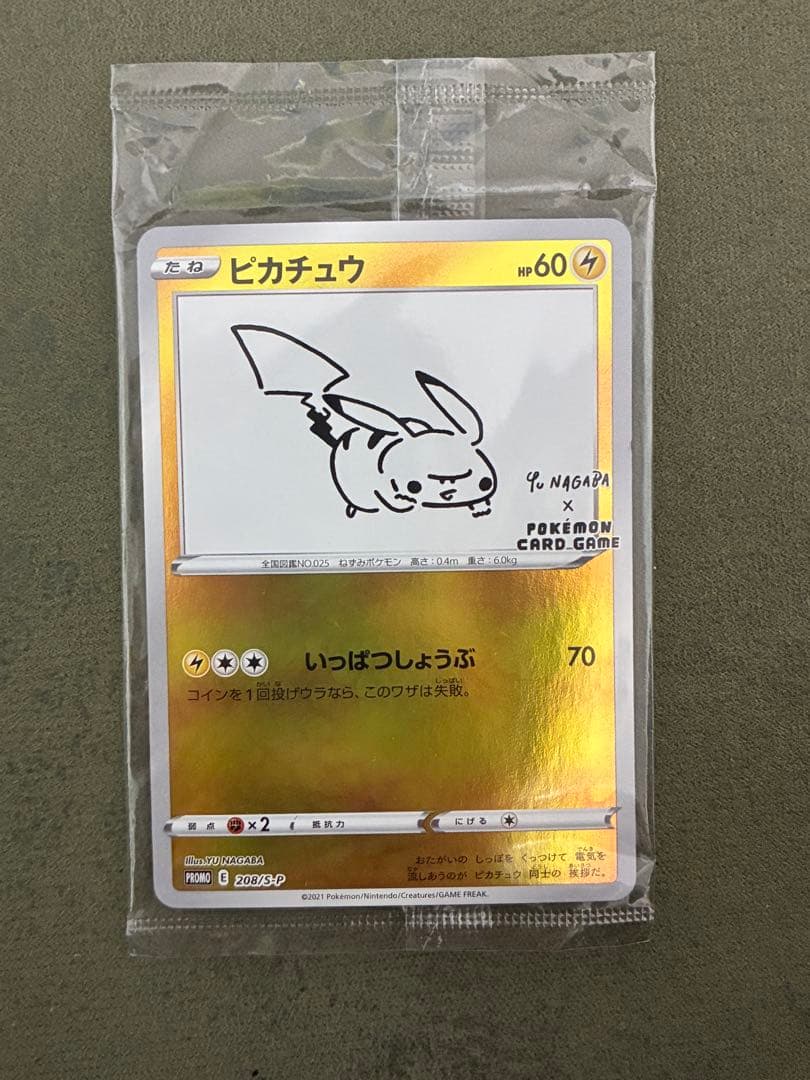 たね ピカチュウ HP60
Yu NAGABA
×
POKÉMON
CARD GAME
全国図鑑NO.025 ねずみポケモン 高さ:0.4m 重さ:6.0kg
いっぱつしょうぶ 70
コインを1回投げウラなら、このワザは失敗。
弱点 ×2 抵抗力 にげる
Illus.YU NAGABA
おたがいの しっぽを くっつけて 電気を
流しあうのが ピカチュウ 同士の 挨拶だ。
PROMO E 208/S-P
©2021 Pokémon/Nintendo/Creatures/GAME FREAK.